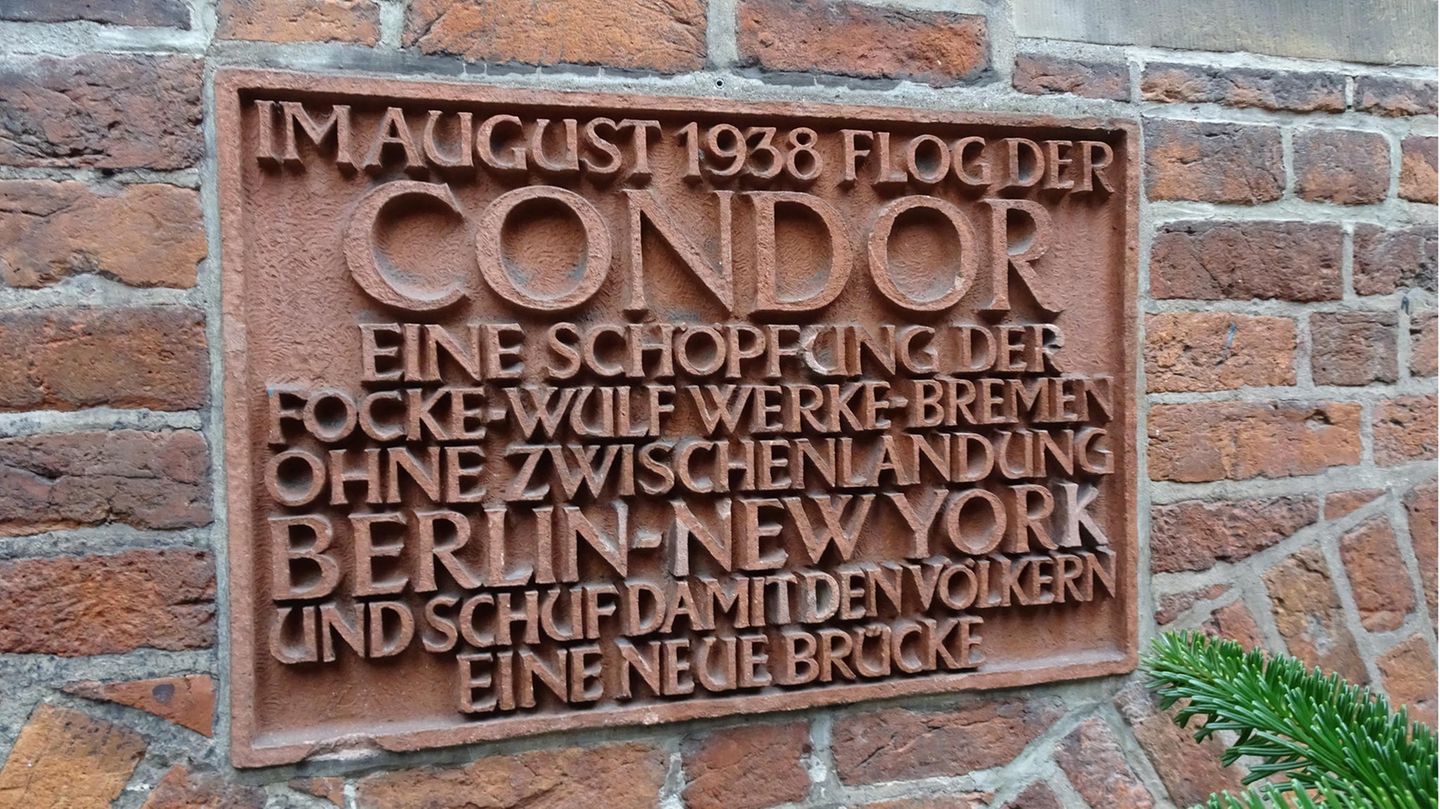 IM AUGUST 1938 FLOG DER
CONDOR
EINE SCHÖPFUNG DER
FOCKE-WULF WERKE-BREMEN
OHNE ZWISCHENLANDUNG
BERLIN-NEW YORK
UND SCHUF DAMIT DEN VÖLKERN
EINE NEUE BRÜCKE